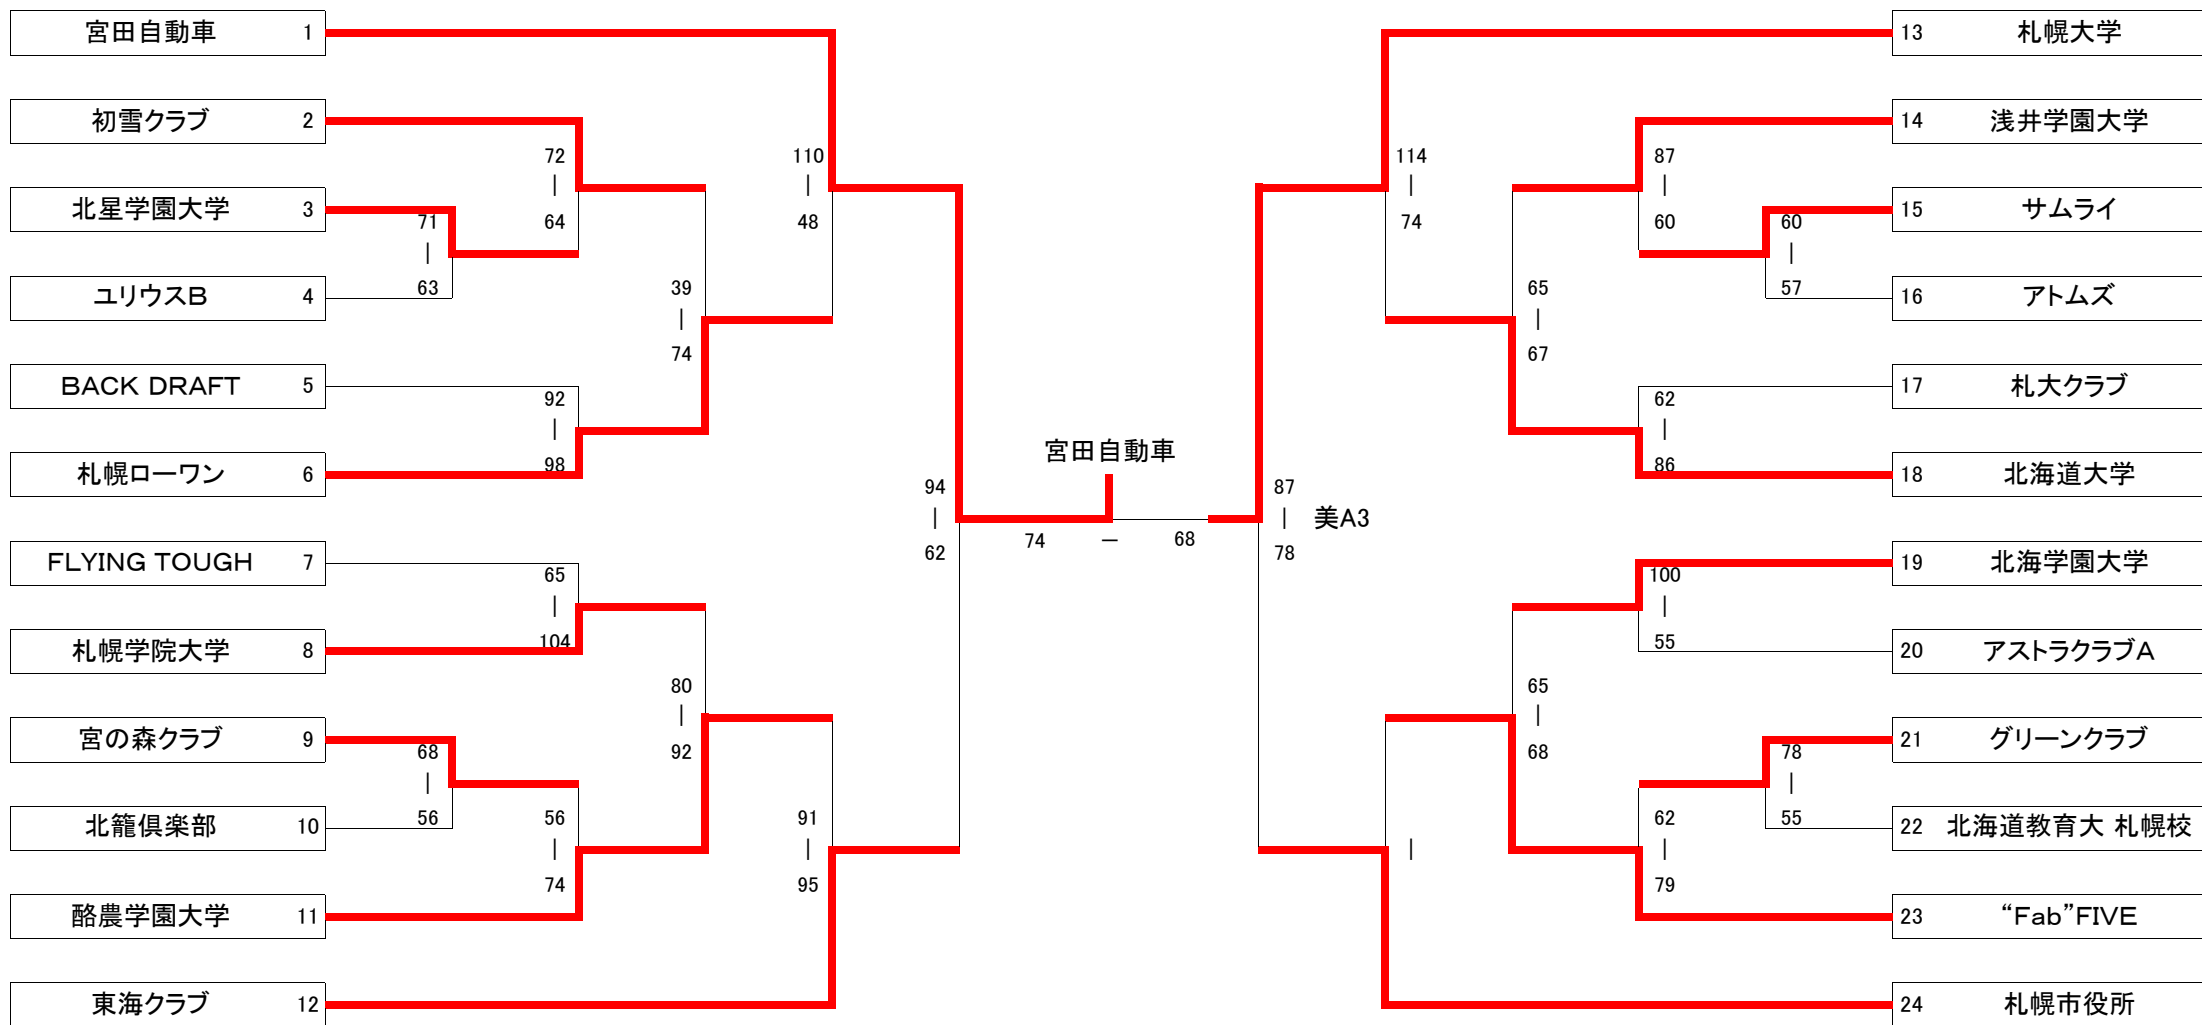 宮田自動車 1
初雪クラブ 2
北星学園大学 3
ユリウスB 4
BACK DRAFT 5
札幌ローワン 6
FLYING TOUGH 7
札幌学院大学 8
宮の森クラブ 9
北籠倶楽部 10
酪農学園大学 11
東海クラブ 12
71
|
63
68
|
56
72
|
64
92
|
98
65
|
104
56
|
74
39
|
74
80
|
92
110
|
48
91
|
95
94
|
62
宮田自動車
74 － 68
87
| 美A3
78
114
|
74
|
65
|
67
65
|
68
87
|
60
62
|
86
100
|
55
62
|
79
60
|
57
78
|
55
13 札幌大学
14 浅井学園大学
15 サムライ
16 アトムズ
17 札大クラブ
18 北海道大学
19 北海学園大学
20 アストラクラブA
21 グリーンクラブ
22 北海道教育大 札幌校
23 “Fab”FIVE
24 札幌市役所